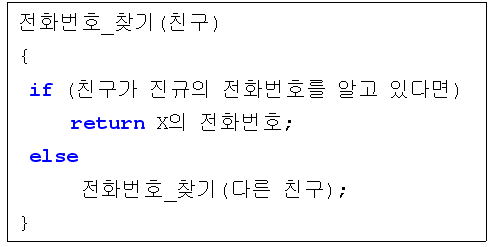 전화번호_찾기(친구)
{
if (친구가 진규의 전화번호를 알고 있다면)
return X의 전화번호;
else
전화번호_찾기(다른 친구);
}